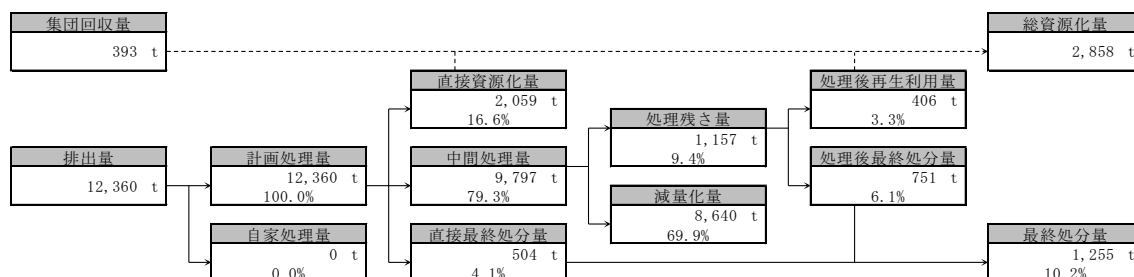 集団回収量
393 t
総資源化量
2,858 t
直接資源化量
2,059 t
16.6%
処理後再生利用量
406 t
3.3%
処理残さ量
1,157 t
9.4%
排出量
12,360 t
計画処理量
12,360 t
100.0%
中間処理量
9,797 t
79.3%
処理後最終処分量
751 t
6.1%
減量化量
8,640 t
69.9%
自家処理量
0 t
0.0%
直接最終処分量
504 t
4.1%
最終処分量
1,255 t
10.2%